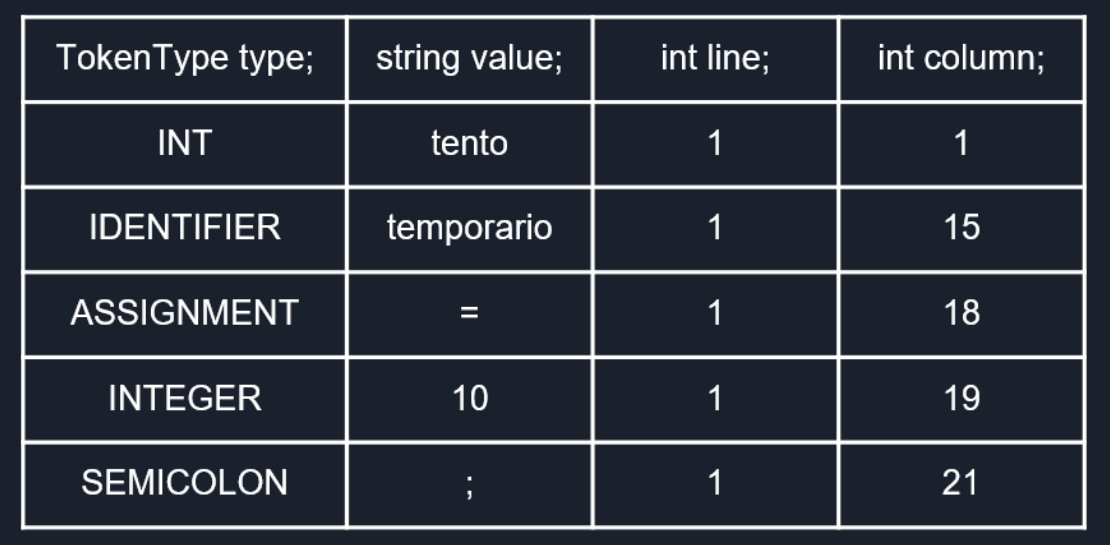 TokenType type; string value; int line; int column;
INT tento 1 1
IDENTIFIER temporario 1 15
ASSIGNMENT = 1 18
INTEGER 10 1 19
SEMICOLON ; 1 21